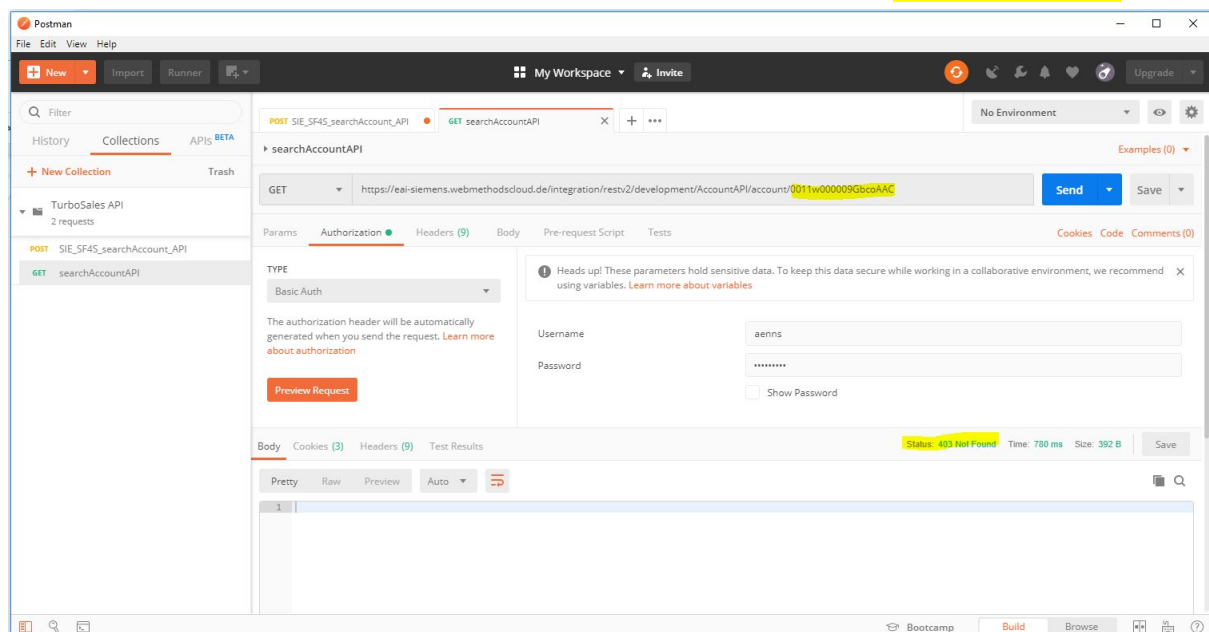 Postman
File Edit View Help
New Import Runner My Workspace Invite Upgrade
Filter
History Collections APIs BETA
+ New Collection Trash
TurboSales API
2 requests
POST SIE_SF4S_searchAccount_API
GET searchAccountAPI
POST SIE_SF4S_searchAccount_API GET searchAccountAPI X + ••• No Environment
searchAccountAPI Examples (0)
GET https://eai-siemens.webmethodscloud.de/integration/restv2/development/AccountAPI/account/0011w000009GbcoAAC Send Save
Params Authorization Headers (9) Body Pre-request Script Tests Cookies Code Comments (0)
TYPE
Basic Auth
The authorization header will be automatically
generated when you send the request. Learn more
about authorization
Preview Request
Heads up! These parameters hold sensitive data. To keep this data secure while working in a collaborative environment, we recommend
using variables. Learn more about variables
Username aenns
Password •••••••••
Show Password
Body Cookies (3) Headers (9) Test Results Status: 403 Not Found Time: 780 ms Size: 392 B Save
Pretty Raw Preview Auto
1
Bootcamp Build Browse